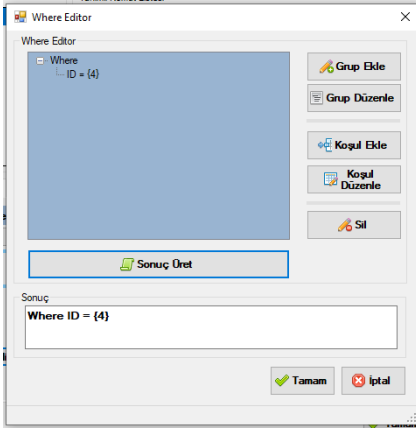 Where Editor
Where Editor
Where
ID = {4}
Grup Ekle
Grup Düzenle
Koşul Ekle
Koşul
Düzenle
Sil
Sonuç Üret
Sonuç
Where ID = {4}
Tamam
İptal